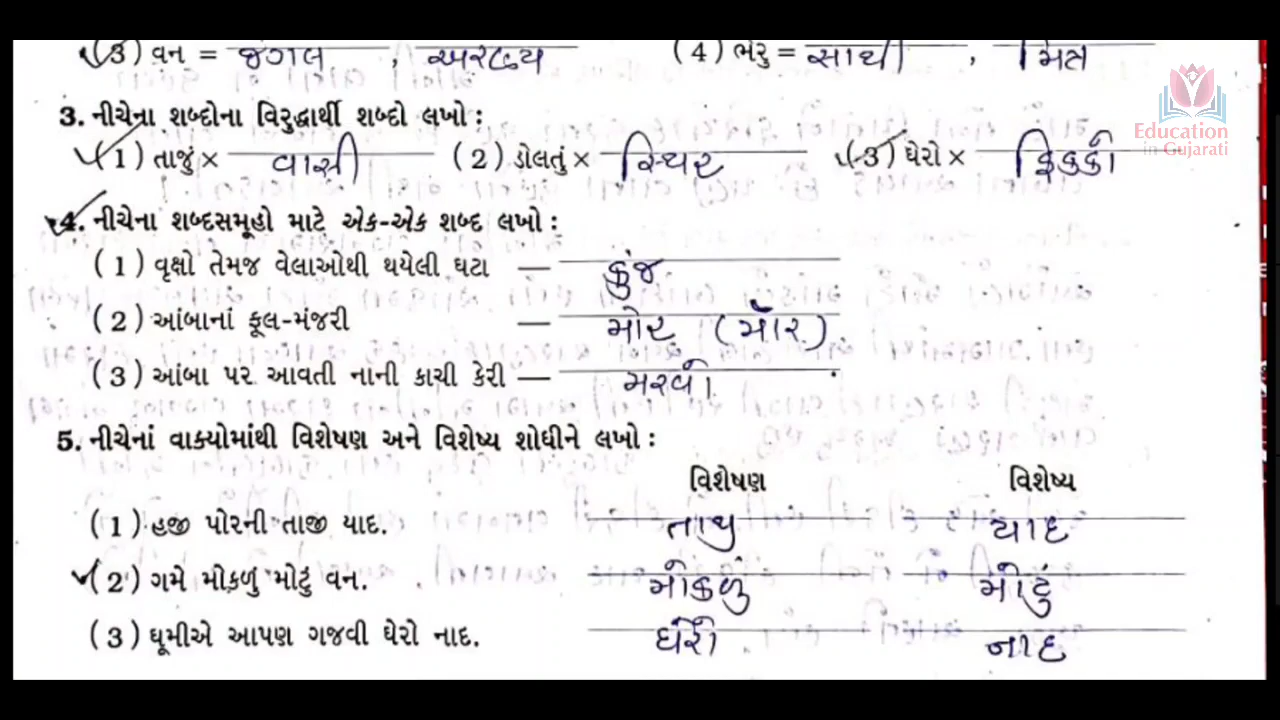 (3) વન = જંગલ , અરણ્ય (4) ભેરુ = સાથી , મિત્ર
Education
in Gujarati
3. નીચેના શબ્દોના વિરુદ્ધાર્થી શબ્દો લખો :
(1) તાજું × વાસી (2) ડોલતું × સ્થિર (3) ઘેરો × ફિક્કો
4. નીચેના શબ્દસમૂહો માટે એક-એક શબ્દ લખો :
(1) વૃક્ષો તેમજ વેલાઓથી થયેલી ઘટા — કુંજ
(2) આંબાનાં ફૂલ-મંજરી — મોર (મૉર)
(3) આંબા પર આવતી નાની કાચી કેરી — મરવો
5. નીચેનાં વાક્યોમાંથી વિશેષણ અને વિશેષ્ય શોધીને લખો :
વિશેષણ વિશેષ્ય
(1) હજી પોરની તાજી યાદ. તાજી યાદ
(2) ગમે મોકળું મોટું વન. મોકળું મોટું
(3) ઘૂમીએ આપણ ગજવી ઘેરો નાદ. ઘેરો નાદ